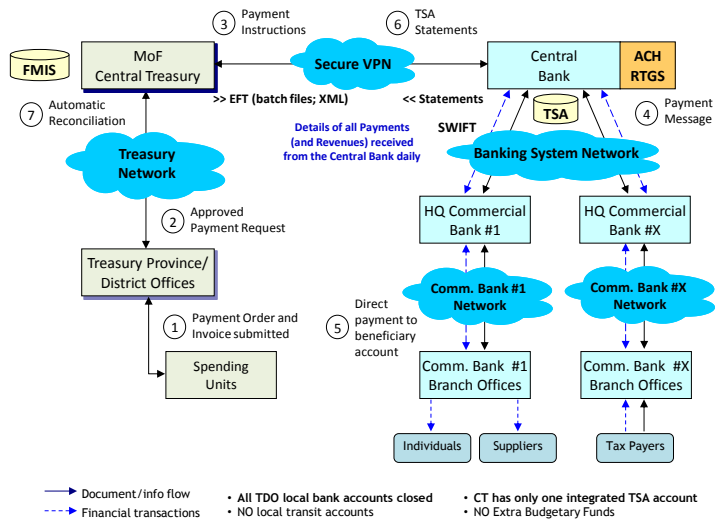 3
Payment
Instructions
6
TSA
Statements
FMIS
MoF
Central Treasury
Secure VPN
Central
Bank
ACH
RTGS
>> EFT (batch files; XML)
<< Statements
TSA
4
Payment
Message
7
Automatic
Reconciliation
Details of all Payments
(and Revenues) received
from the Central Bank daily
SWIFT
Treasury
Network
Banking System Network
2
Approved
Payment Request
HQ Commercial
Bank #1
HQ Commercial
Bank #X
Treasury Province/
District Offices
Comm. Bank #1
Network
Comm. Bank #X
Network
1
Payment Order and
Invoice submitted
5
Direct
payment to
beneficiary
account
Spending
Units
Comm. Bank #1
Branch Offices
Comm. Bank #X
Branch Offices
Individuals
Suppliers
Tax Payers
Document/info flow
Financial transactions
• All TDO local bank accounts closed
• NO local transit accounts
• CT has only one integrated TSA account
• NO Extra Budgetary Funds